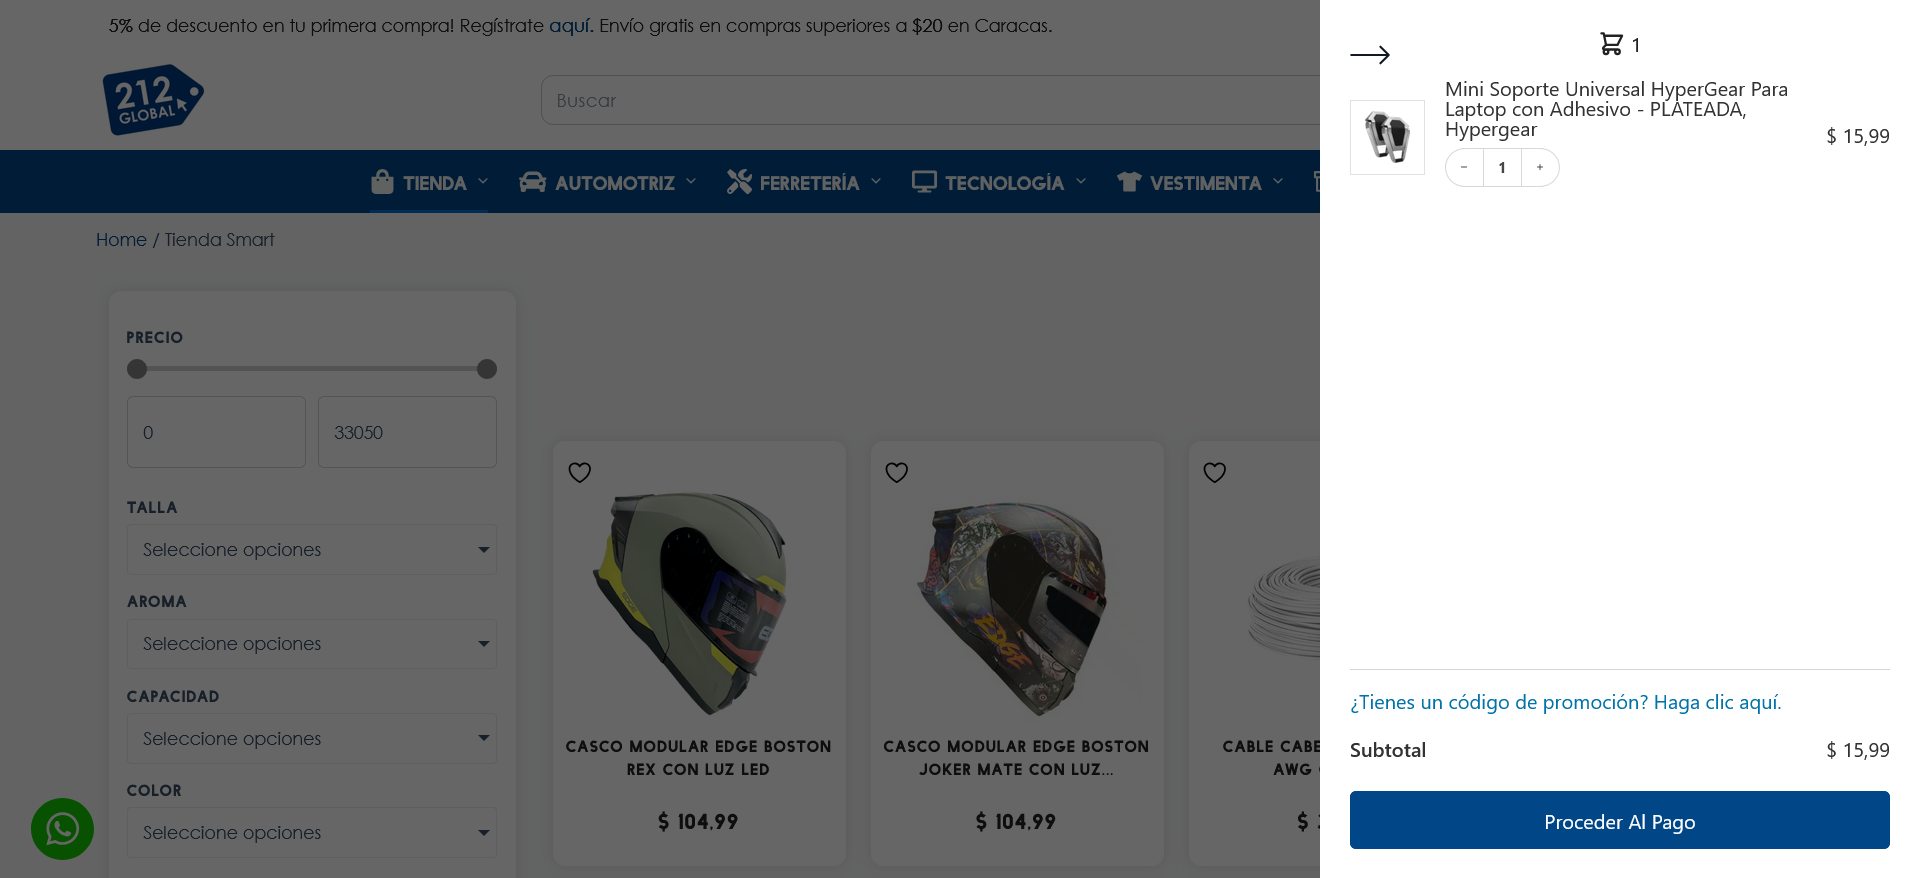 5% de descuento en tu primera compra! Regístrate aquí. Envío gratis en compras superiores a $20 en Caracas.
212
GLOBAL
Buscar
TIENDA
AUTOMOTRIZ
FERRETERÍA
TECNOLOGÍA
VESTIMENTA
Home / Tienda Smart
PRECIO
0
33050
TALLA
Seleccione opciones
AROMA
Seleccione opciones
CAPACIDAD
Seleccione opciones
COLOR
Seleccione opciones
EDGE
CASCO MODULAR EDGE BOSTON
REX CON LUZ LED
$ 104,99
CASCO MODULAR EDGE BOSTON
JOKER MATE CON LUZ...
$ 104,99
CABLE
AWG
$
1
Mini Soporte Universal HyperGear Para
Laptop con Adhesivo - PLATEADA,
Hypergear
$ 15,99
- 1 +
¿Tienes un código de promoción? Haga clic aquí.
Subtotal
$ 15,99
Proceder Al Pago